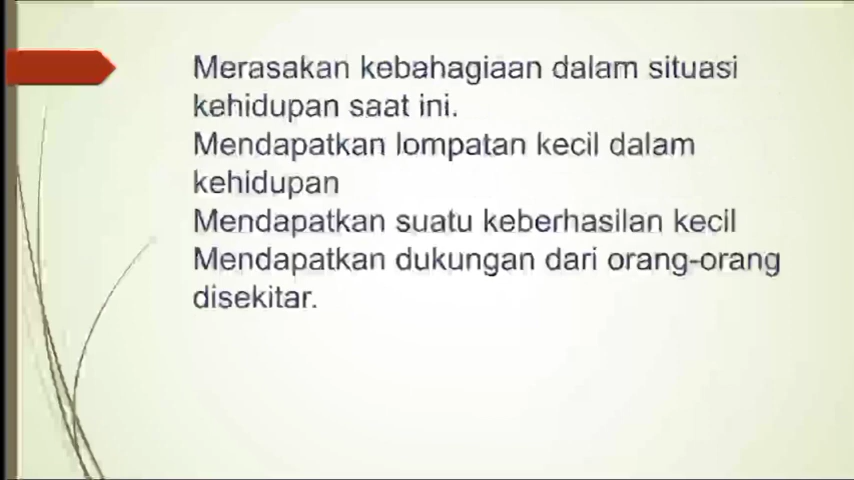 Merasakan kebahagiaan dalam situasi
kehidupan saat ini.
Mendapatkan lompatan kecil dalam
kehidupan
Mendapatkan suatu keberhasilan kecil
Mendapatkan dukungan dari orang-orang
disekitar.